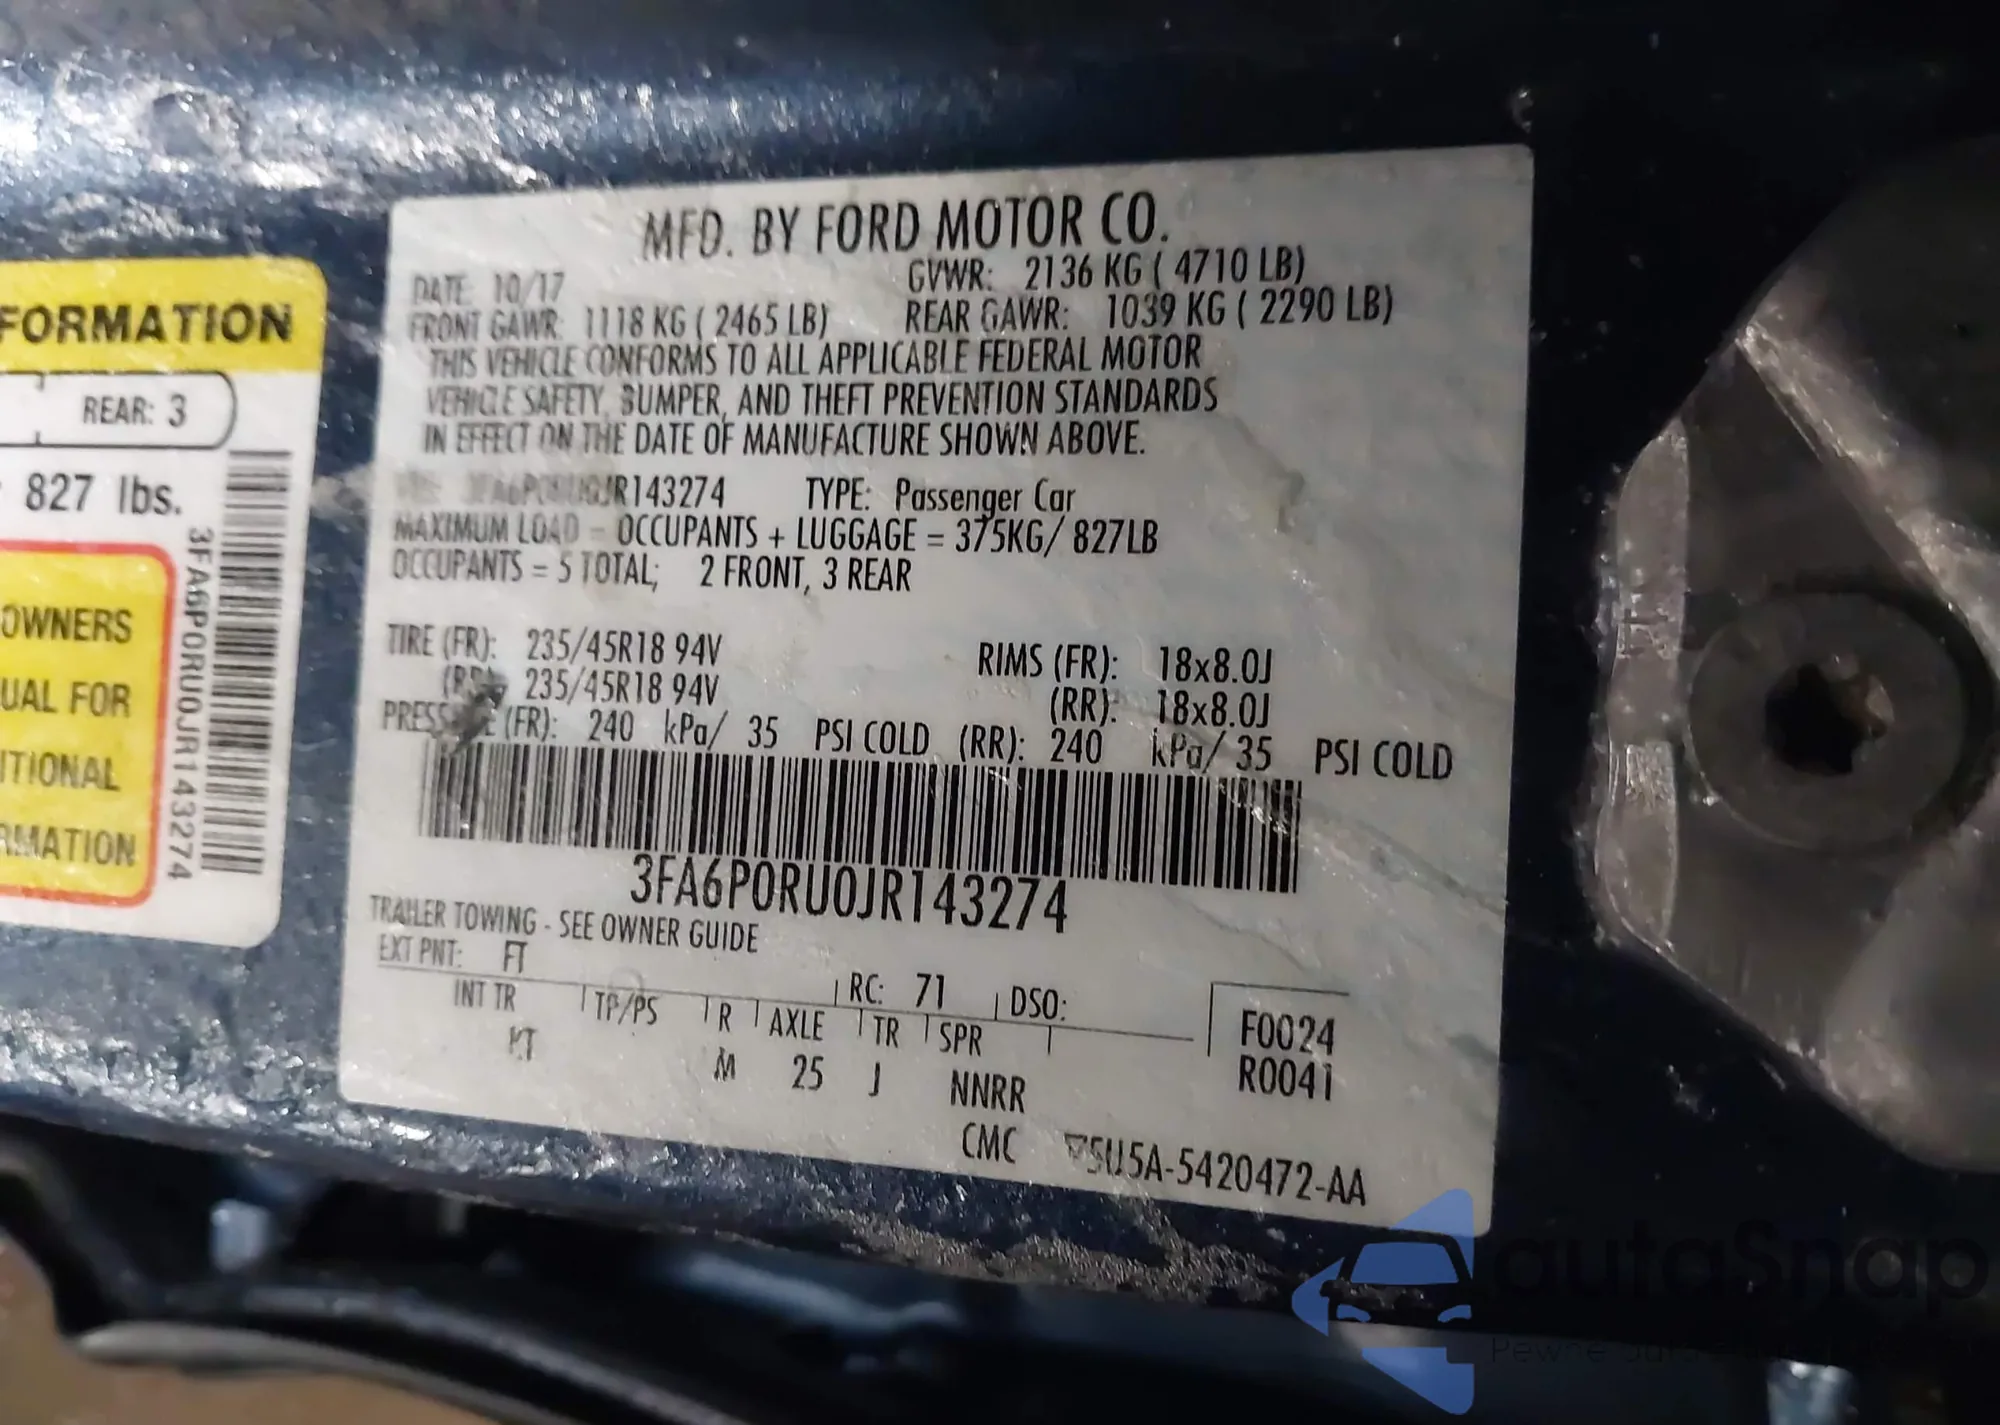 FORMATION
REAR: 3
827 lbs.
OWNERS
UAL FOR
ITIONAL
RMATION
3FA6P0RU0JR143274
MFD. BY FORD MOTOR CO.
DATE: 10/17 GVWR: 2136 KG ( 4710 LB)
FRONT GAWR: 1118 KG ( 2465 LB) REAR GAWR: 1039 KG ( 2290 LB)
THIS VEHICLE CONFORMS TO ALL APPLICABLE FEDERAL MOTOR
VEHICLE SAFETY, BUMPER, AND THEFT PREVENTION STANDARDS
IN EFFECT ON THE DATE OF MANUFACTURE SHOWN ABOVE.
3FA6P0RU0JR143274 TYPE: Passenger Car
MAXIMUM LOAD = OCCUPANTS + LUGGAGE = 375KG/ 827LB
OCCUPANTS = 5 TOTAL; 2 FRONT, 3 REAR
TIRE (FR): 235/45R18 94V RIMS (FR): 18x8.0J
(RR): 235/45R18 94V (RR): 18x8.0J
PRESSURE (FR): 240 kPa/ 35 PSI COLD (RR): 240 kPa/ 35 PSI COLD
3FA6P0RU0JR143274
TRAILER TOWING - SEE OWNER GUIDE
EXT PNT: FT RC: 71 DSO:
INT TR TP/PS R AXLE TR SPR F0024
M 25 J NNRR R0041
CMC 5U5A-5420472-AA
autaSnap